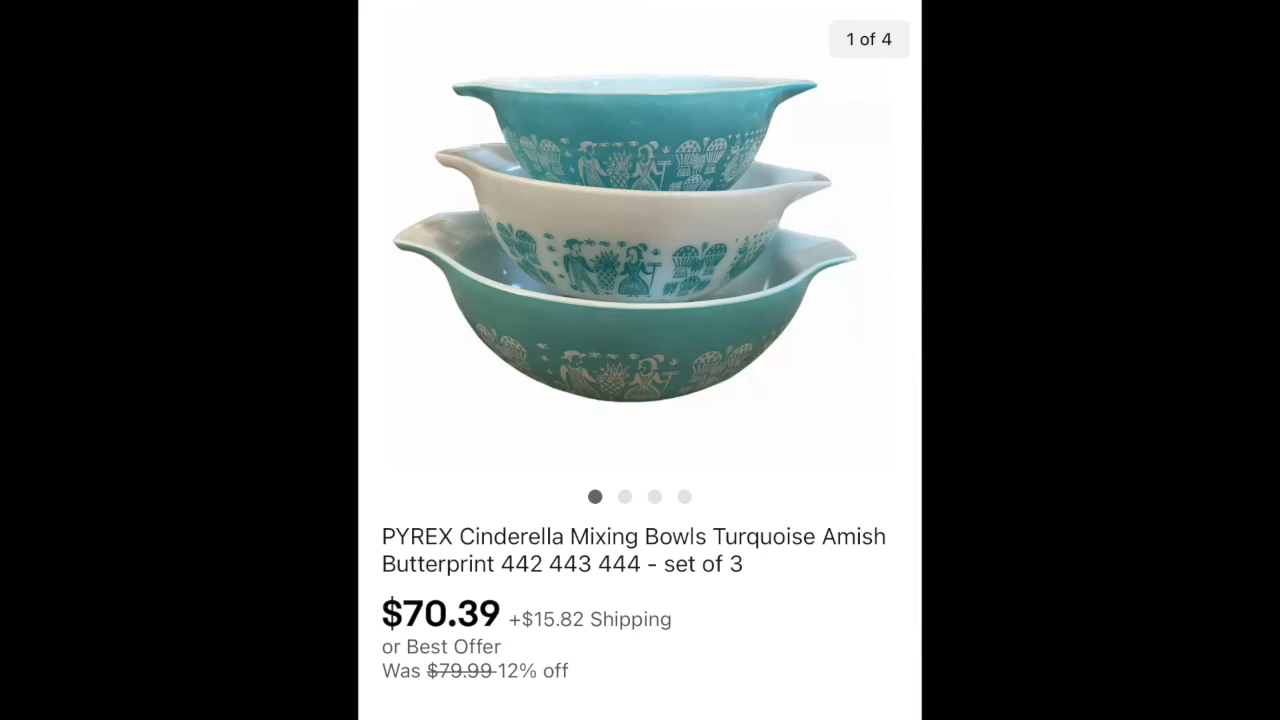 1 of 4
PYREX Cinderella Mixing Bowls Turquoise Amish
Butterprint 442 443 444 - set of 3
$70.39 +$15.82 Shipping
or Best Offer
Was $79.99 12% off